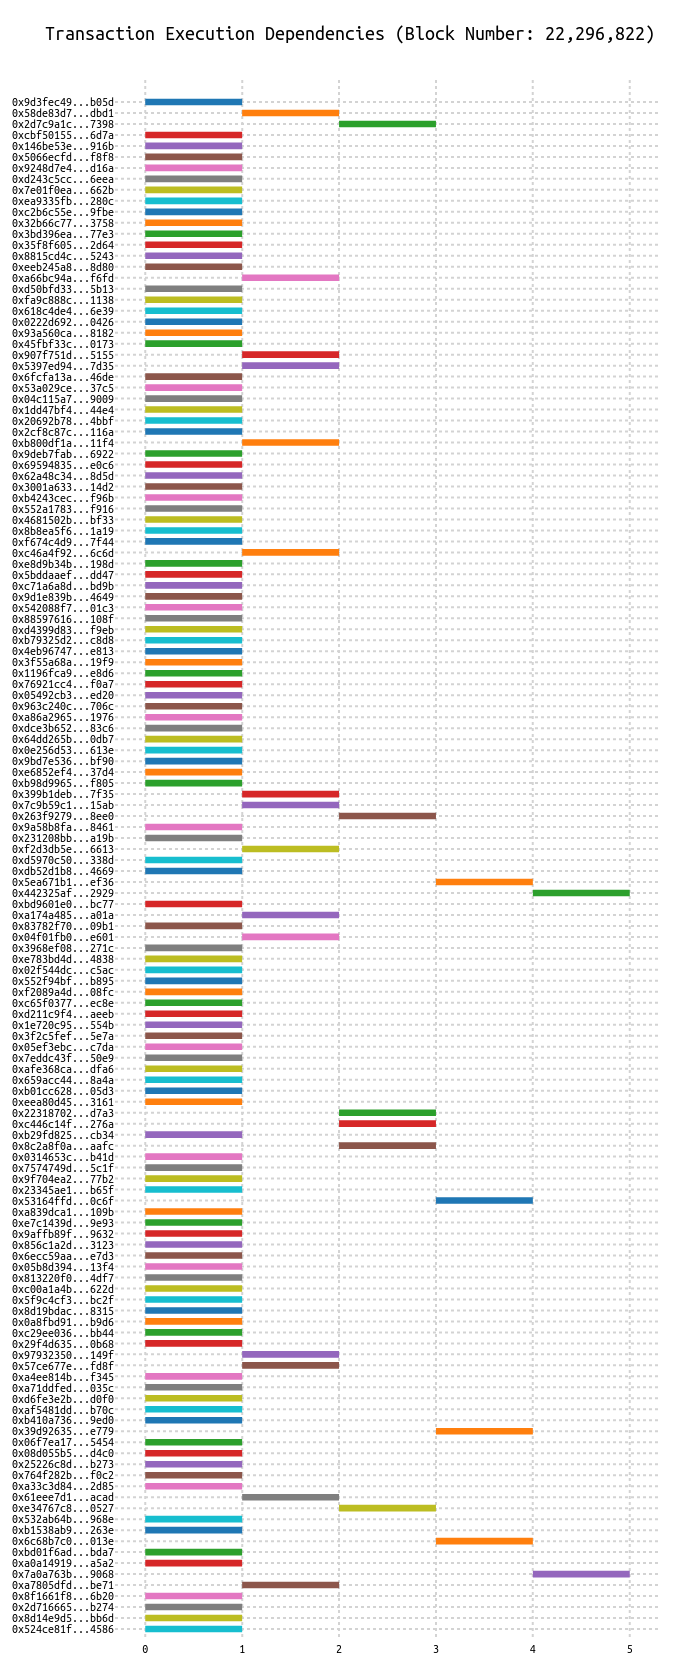 Transaction Execution Dependencies (Block Number: 22,296,822)
0x9d3fec49...b05d
0x58de83d7...dbd1
0x2d7c9a1c...7398
0xcbf50155...6d7a
0x146be53e...916b
0x5066ecfd...f8f8
0x9248d7e4...d16a
0xd243c5cc...6eea
0x7e01f0ea...662b
0xea9335fb...280c
0xc2b6c55e...9fbe
0x32b66c77...3758
0x3bd396ea...77e3
0x35f8f605...2d64
0x8815cd4c...5243
0xeeb245a8...8d80
0xa66bc94a...f6fd
0xd50bfd33...5b13
0xfa9c888c...1138
0x618c4de4...6e39
0x0222d692...0426
0x93a560ca...8182
0x45fbf33c...0173
0x907f751d...5155
0x5397ed94...7d35
0x6fcfa13a...46de
0x53a029ce...37c5
0x04c115a7...9009
0x1dd47bf4...44e4
0x20692b78...4bbf
0x2cf8c87c...116a
0xb800df1a...11f4
0x9deb7fab...6922
0x69594835...e0c6
0x62a48c34...8d5d
0x3001a633...14d2
0xb4243cec...f96b
0x552a1783...f916
0x4681502b...bf33
0x8b8ea5f6...1a19
0xf674c4d9...7f44
0xc46a4f92...6c6d
0xe8d9b34b...198d
0x5bddaaef...dd47
0xc71a6a8d...bd9b
0x9d1e839b...4649
0x542088f7...01c3
0x88597616...108f
0xd4399d83...f9eb
0xb79325d2...c8d8
0x4eb96747...e813
0x3f55a68a...19f9
0x1196fca9...e8d6
0x76921cc4...f0a7
0x05492cb3...ed20
0x963c240c...706c
0xa86a2965...1976
0xdce3b652...83c6
0x64dd265b...0db7
0x0e256d53...613e
0x9bd7e536...bf90
0xe6852ef4...37d4
0xb98d9965...f805
0x399b1deb...7f35
0x7c9b59c1...15ab
0x263f9279...8ee0
0x9a58b8fa...8461
0x231208bb...a19b
0xf2d3db5e...6613
0xd5970c50...338d
0xdb52d1b8...4669
0x5ea671b1...ef36
0x442325af...2929
0xbd9601e0...bc77
0xa174a485...a01a
0x83782f70...09b1
0x04f01fb0...e601
0x3968ef08...271c
0xe783bd4d...4838
0x02f544dc...c5ac
0x552f94bf...b895
0xf2089a4d...08fc
0xc65f0377...ec8e
0xd211c9f4...aeeb
0x1e720c95...554b
0x3f2c5fef...5e7a
0x05ef3ebc...c7da
0x7eddc43f...50e9
0xafe368ca...dfa6
0x659acc44...8a4a
0xb01cc628...05d3
0xeea80d45...3161
0x22318702...d7a3
0xc446c14f...276a
0xb29fd825...cb34
0x8c2a8f0a...aafc
0x0314653c...b41d
0x7574749d...5c1f
0x9f704ea2...77b2
0x23345ae1...b65f
0x53164ffd...0c6f
0xa839dca1...109b
0xe7c1439d...9e93
0x9affb89f...9632
0x856c1a2d...3123
0x6ecc59aa...e7d3
0x05b8d394...13f4
0x813220f0...4df7
0xc00a1a4b...622d
0x5f9c4cf3...bc2f
0x8d19bdac...8315
0x0a8fbd91...b9d6
0xc29ee036...bb44
0x29f4d635...0b68
0x97932350...149f
0x57ce677e...fd8f
0xa4ee814b...f345
0xa71ddfed...035c
0xd6fe3e2b...d0f0
0xaf5481dd...b70c
0xb410a736...9ed0
0x39d92635...e779
0x06f7ea17...5454
0x08d055b5...d4c0
0x25226c8d...b273
0x764f282b...f0c2
0xa33c3d84...2d85
0x61eee7d1...acad
0xe34767c8...0527
0x532ab64b...968e
0xb1538ab9...263e
0x6c68b7c0...013e
0xbd01f6ad...bda7
0xa0a14919...a5a2
0x7a0a763b...9068
0xa7805dfd...be71
0x8f1661f8...6b20
0x2d716665...b274
0x8d14e9d5...bb6d
0x524ce81f...4586
0 1 2 3 4 5